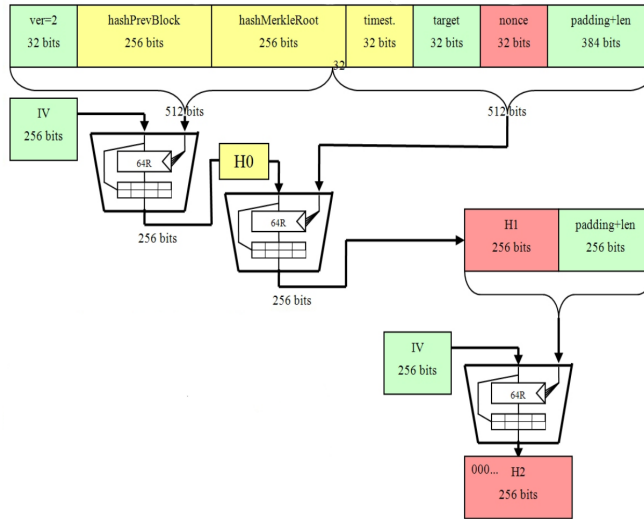 ver=2 hashPrevBlock hashMerkleRoot timest. target nonce padding+len
32 bits 256 bits 256 bits 32 bits 32 bits 32 bits 384 bits
32
512 bits 512 bits
IV
256 bits
64R
H0
256 bits
64R
256 bits
H1 padding+len
256 bits 256 bits
IV
256 bits
64R
000... H2
256 bits